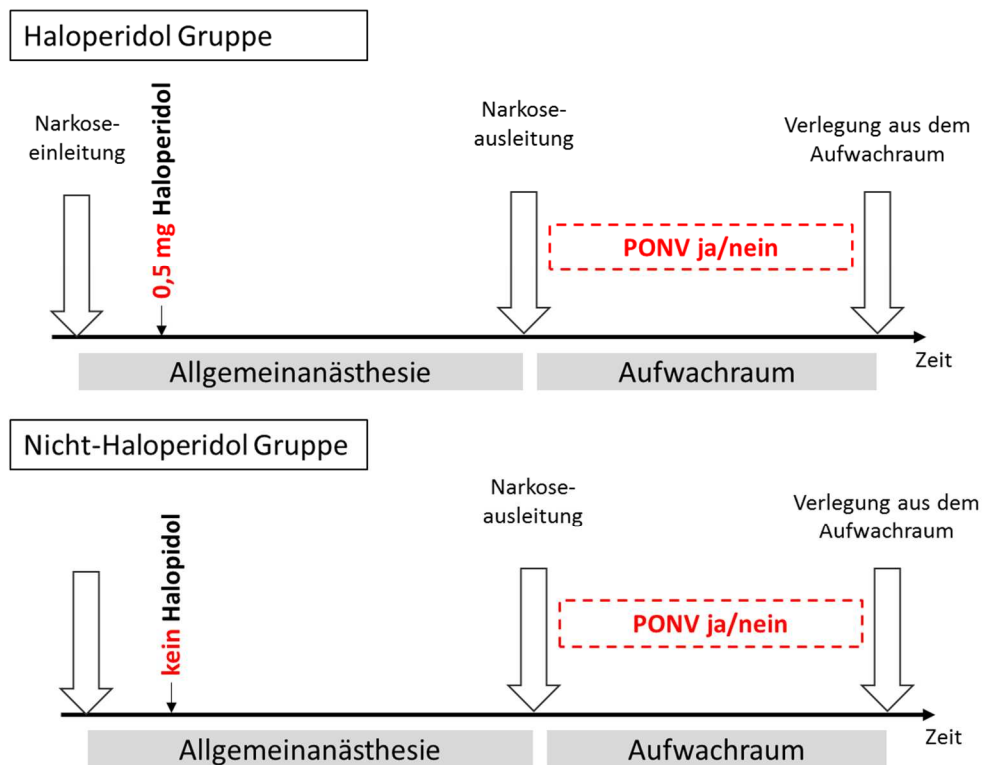 Haloperidol Gruppe
Narkose-
einleitung
0,5 mg Haloperidol
Narkose-
ausleitung
Verlegung aus dem
Aufwachraum
PONV ja/nein
Zeit
Allgemeinanästhesie
Aufwachraum
Nicht-Haloperidol Gruppe
kein Halopidol
Narkose-
ausleitung
Verlegung aus dem
Aufwachraum
PONV ja/nein
Zeit
Allgemeinanästhesie
Aufwachraum